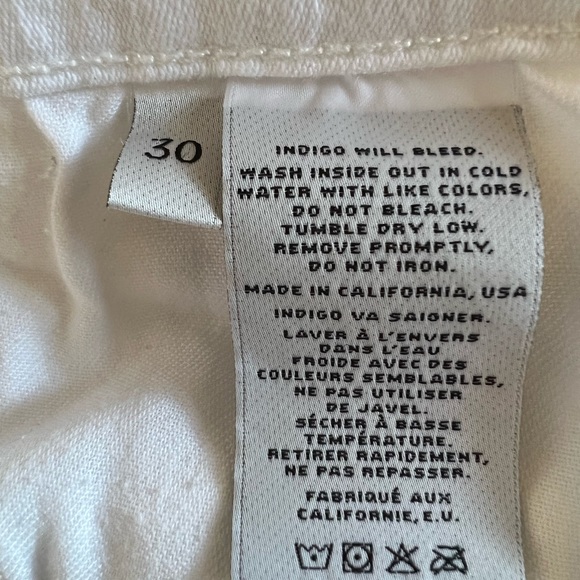 30
INDIGO WILL BLEED.
WASH INSIDE OUT IN COLD
WATER WITH LIKE COLORS,
DO NOT BLEACH.
TUMBLE DRY LOW.
REMOVE PROMPTLY,
DO NOT IRON.
MADE IN CALIFORNIA, USA
INDIGO VA SAIGNER.
LAVER À L'ENVERS
DANS L'EAU
FROIDE AVEC DES
COULEURS SEMBLABLES,
NE PAS UTILISER
DE JAVEL.
SÉCHER À BASSE
TEMPÉRATURE.
RETIRER RAPIDEMENT,
NE PAS REPASSER.
FABRIQUÉ AUX
CALIFORNIE, E.U.